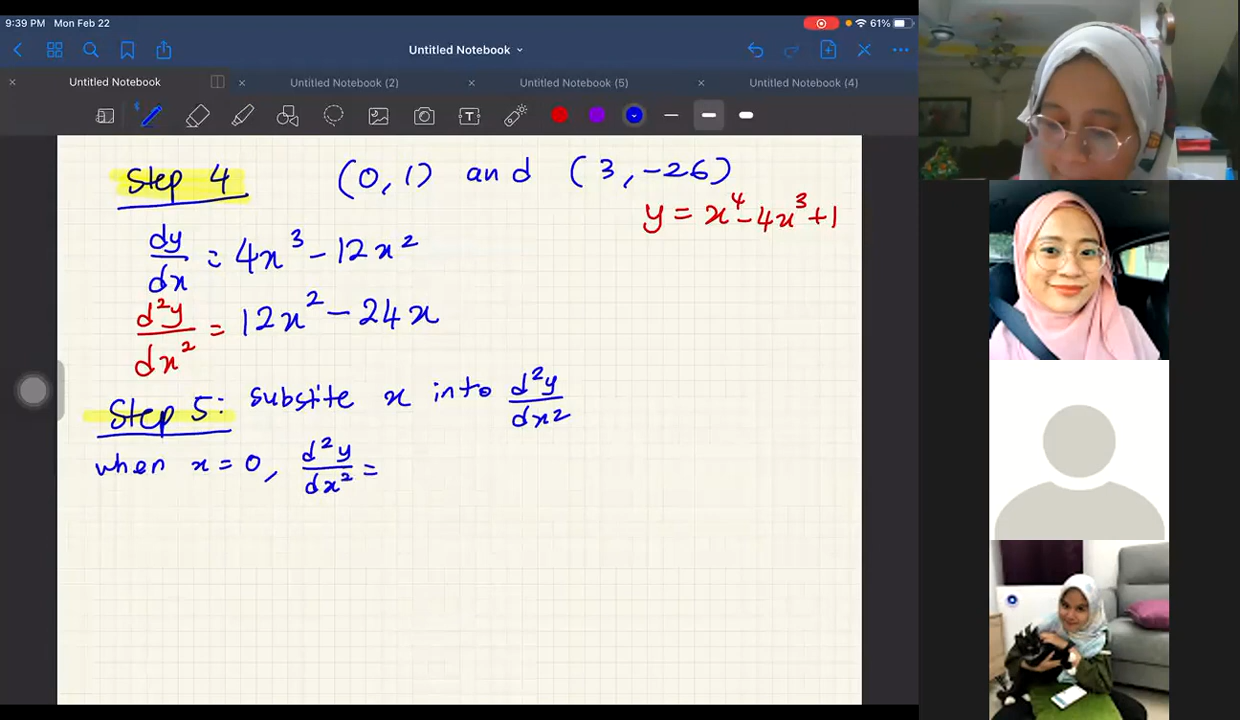 9:39 PM Mon Feb 22
61%
Untitled Notebook
Untitled Notebook
Untitled Notebook (2)
Untitled Notebook (5)
Untitled Notebook (4)
T
Step 4 (0, 1) and (3, -26)
y = x⁴ - 4x³ + 1
dy/dx = 4x³ - 12x²
d²y/dx² = 12x² - 24x
Step 5: substite x into d²y/dx²
when x = 0, d²y/dx² =